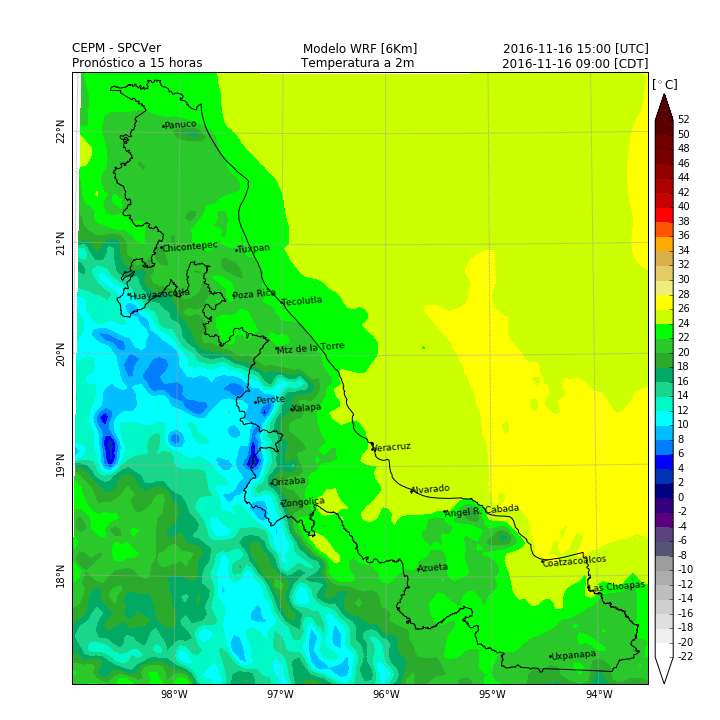 CEPM - SPCVer Modelo WRF [6Km] 2016-11-16 15:00 [UTC]
Pronóstico a 15 horas Temperatura a 2m 2016-11-16 09:00 [CDT]
[°C]
52
50
48
46
44
42
40
38
36
34
32
30
28
26
24
22
20
18
16
14
12
10
8
6
4
2
0
-2
-4
-6
-8
-10
-12
-14
-16
-18
-20
-22
22°N
21°N
20°N
19°N
18°N
Panuco
Chicontepec
Tuxpan
Huayacocotla
Poza Rica
Tecolutla
Mtz de la Torre
Perote
Xalapa
Veracruz
Orizaba
Alvarado
Zongolica
Angel R. Cabada
Azueta
Coatzacoalcos
Las Choapas
Uxpanapa
98°W 97°W 96°W 95°W 94°W